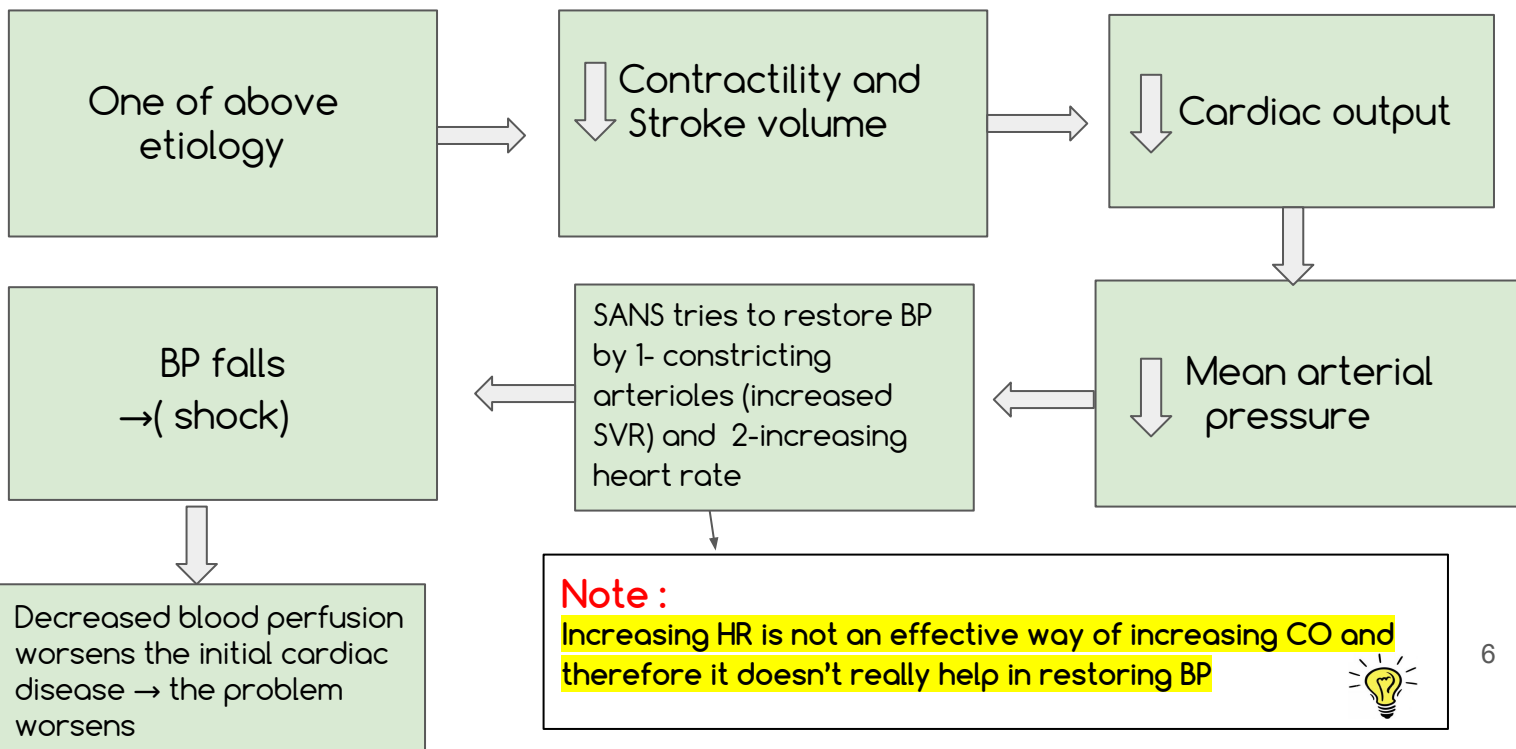 One of above
etiology
Contractility and
Stroke volume
Cardiac output
Mean arterial
pressure
SANS tries to restore BP
by 1- constricting
arterioles (increased
SVR) and 2-increasing
heart rate
BP falls
→( shock)
Decreased blood perfusion
worsens the initial cardiac
disease → the problem
worsens
Note :
Increasing HR is not an effective way of increasing CO and
therefore it doesn't really help in restoring BP
6